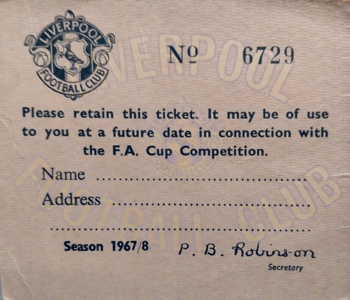 LIVERPOOL
FOOTBALL CLUB
Nº 6729
LIVERPOOL
Please retain this ticket. It may be of use
to you at a future date in connection with
the F.A. Cup Competition.
Name ........................................
Address ........................................
........................................
FOOTBALL CLUB
Season 1967/8 P. B. Robinson
Secretary